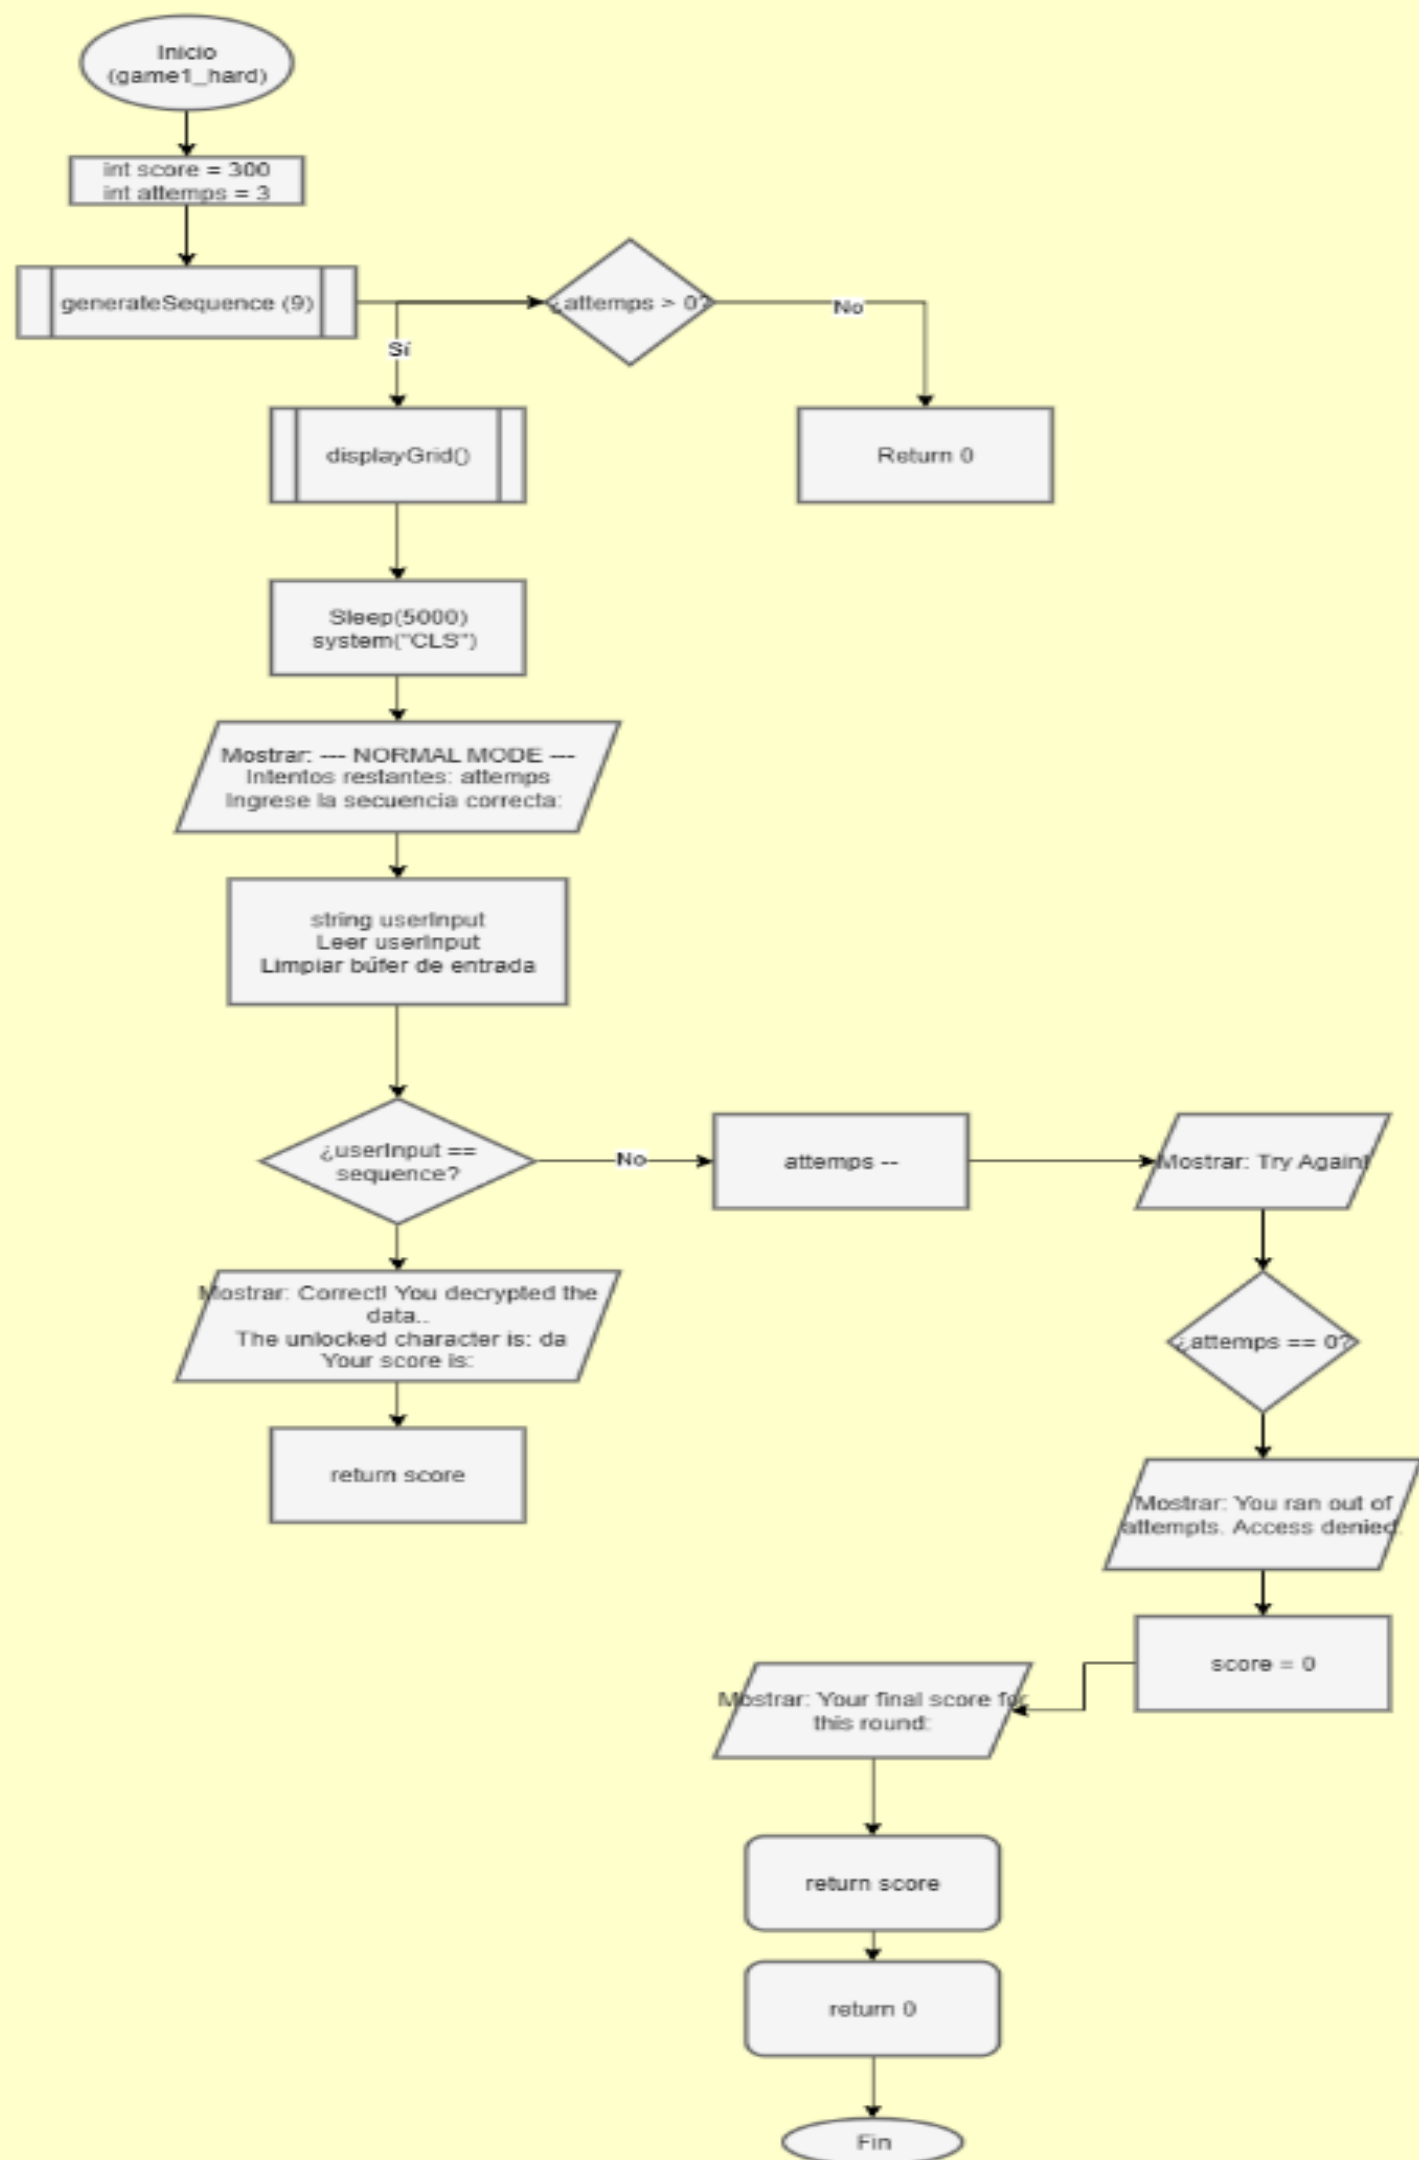 Inicio
(game1_hard)
int score = 300
int attemps = 3
generateSequence (9)
¿attemps > 0?
No
Sí
displayGrid()
Return 0
Sleep(5000)
system("CLS")
Mostrar: --- NORMAL MODE ---
Intentos restantes: attemps
Ingrese la secuencia correcta:
string userInput
Leer userInput
Limpiar búfer de entrada
¿userInput ==
sequence?
No
attemps --
Mostrar: Try Again!
Mostrar: Correct! You decrypted the
data..
The unlocked character is: da
Your score is:
¿attemps == 0?
return score
Mostrar: You ran out of
attempts. Access denied.
score = 0
Mostrar: Your final score for
this round:
return score
return 0
Fin